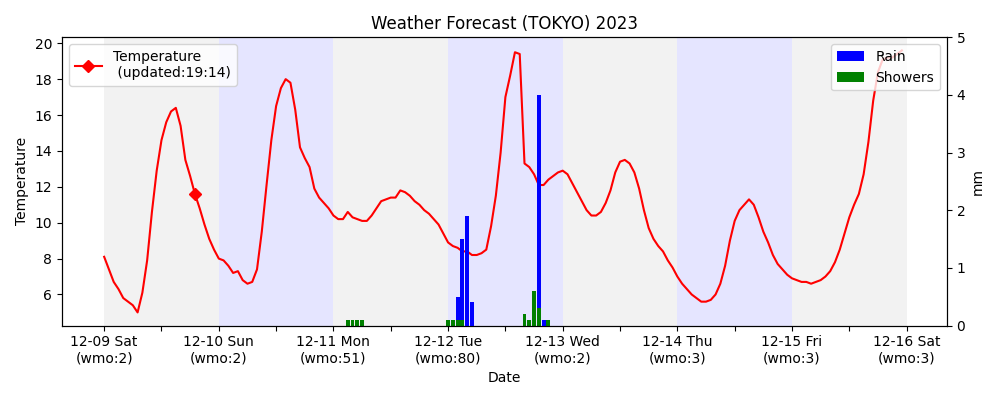 Weather Forecast (TOKYO) 2023
Temperature
(updated:19:14)
Rain
Showers
20
18
16
14
12
10
8
6
Temperature
5
4
3
2
1
0
mm
12-09 Sat
(wmo:2)
12-10 Sun
(wmo:2)
12-11 Mon
(wmo:51)
12-12 Tue
(wmo:80)
12-13 Wed
(wmo:2)
12-14 Thu
(wmo:3)
12-15 Fri
(wmo:3)
12-16 Sat
(wmo:3)
Date